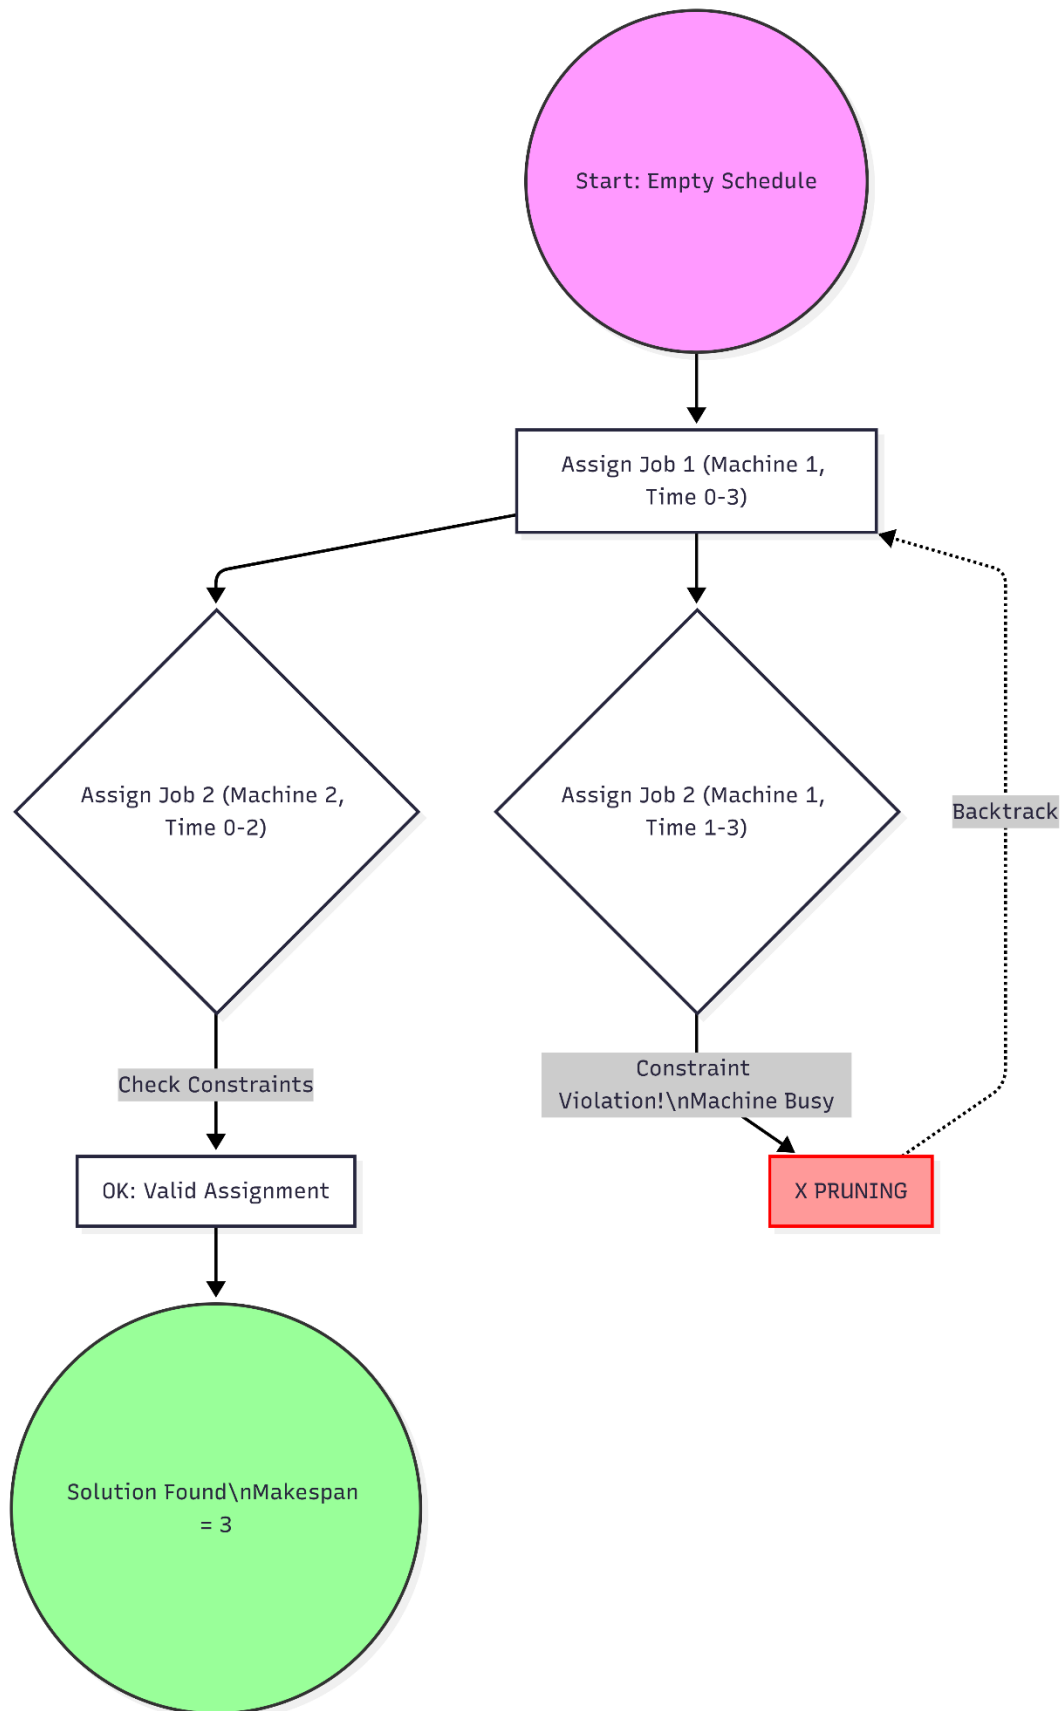 Start: Empty Schedule
Assign Job 1 (Machine 1,
Time 0-3)
Assign Job 2 (Machine 2,
Time 0-2)
Assign Job 2 (Machine 1,
Time 1-3)
Backtrack
Check Constraints
Constraint
Violation!\nMachine Busy
OK: Valid Assignment
X PRUNING
Solution Found\nMakespan
= 3